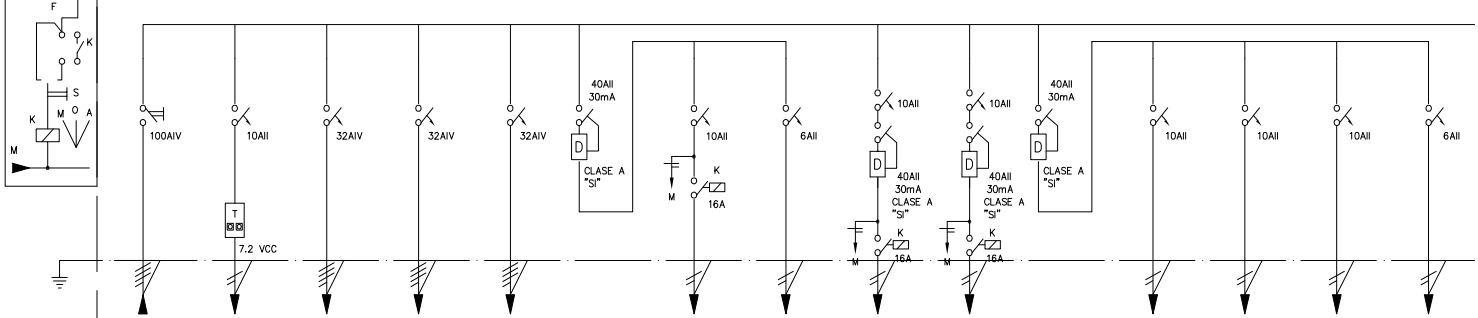 F
K
S
M O A
K
M
100AIV
10AII
T
7.2 VCC
32AIV
32AIV
32AIV
40AII
30mA
D
CLASE A
"SI"
10AII
M
K
16A
6AII
10AII
D
40AII
30mA
CLASE A
"SI"
M
K
16A
10AII
D
40AII
30mA
CLASE A
"SI"
M
K
16A
40AII
30mA
D
CLASE A
"SI"
10AII
10AII
10AII
6AII